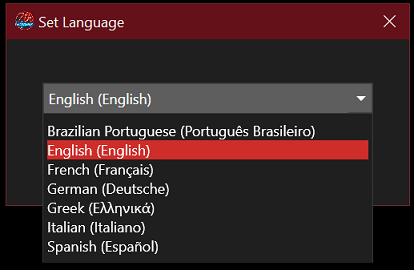 Set Language
English (English)
Brazilian Portuguese (Português Brasileiro)
English (English)
French (Français)
German (Deutsche)
Greek (Ελληνικά)
Italian (Italiano)
Spanish (Español)